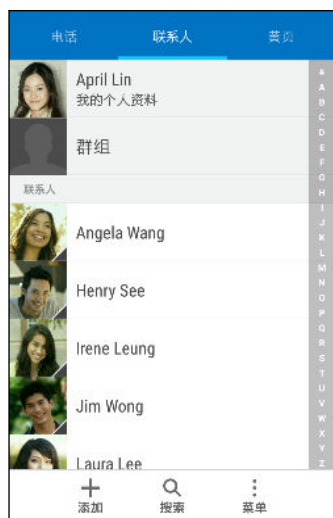 电话 联系人 黄页
April Lin
我的个人资料
群组
联系人
Angela Wang
Henry See
Irene Leung
Jim Wong
Laura Lee
添加 搜索 菜单
&
A
B
C
D
E
F
G
H
I
J
K
L
M
N
O
P
Q
R
S
T
U
V
W
X
Y
Z